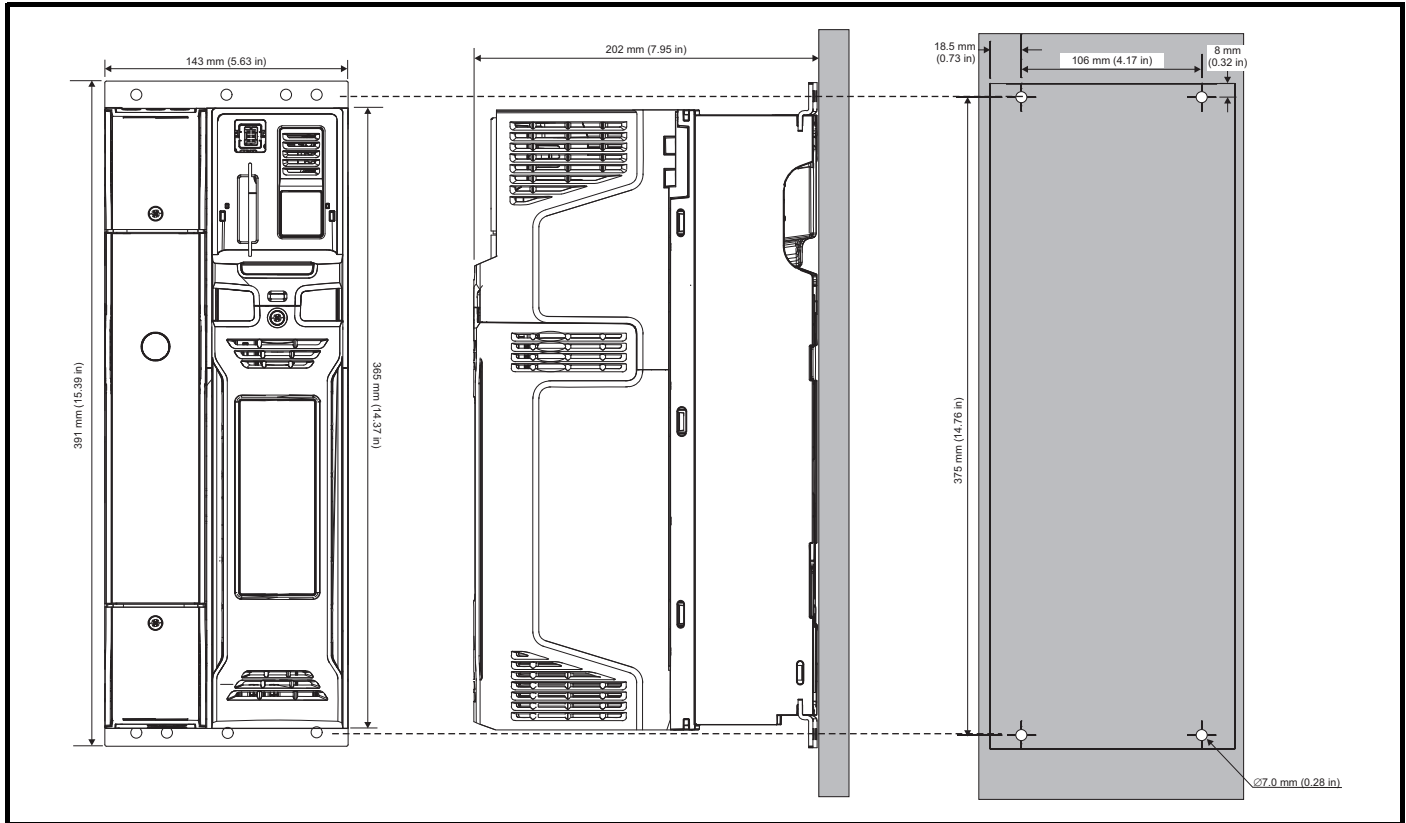 143 mm (5.63 in)
391 mm (15.39 in)
365 mm (14.37 in)
202 mm (7.95 in)
18.5 mm
(0.73 in)
106 mm (4.17 in)
8 mm
(0.32 in)
375 mm (14.76 in)
∅7.0 mm (0.28 in)